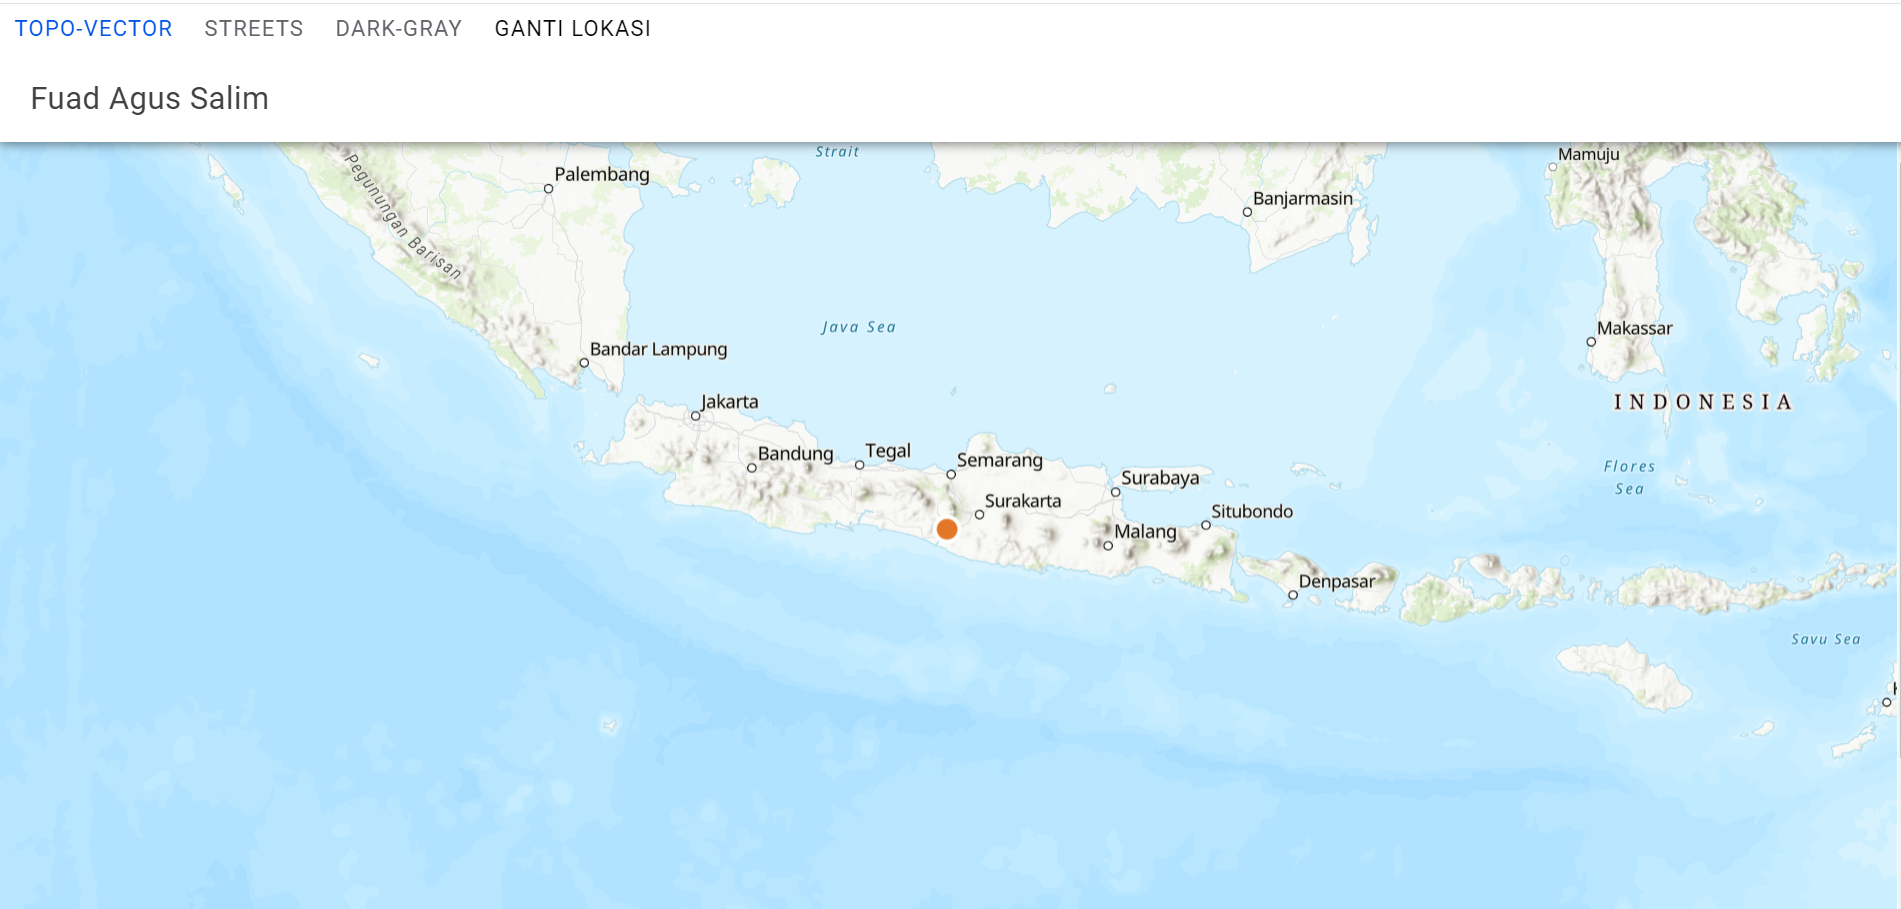 TOPO-VECTOR STREETS DARK-GRAY GANTI LOKASI
Fuad Agus Salim
Strait
Mamuju
Pegunungan Barisan
Palembang
Banjarmasin
Java Sea
Makassar
Bandar Lampung
Jakarta
INDONESIA
Bandung
Tegal
Semarang
Surabaya
Flores
Sea
Surakarta
Situbondo
Malang
Denpasar
Savu Sea